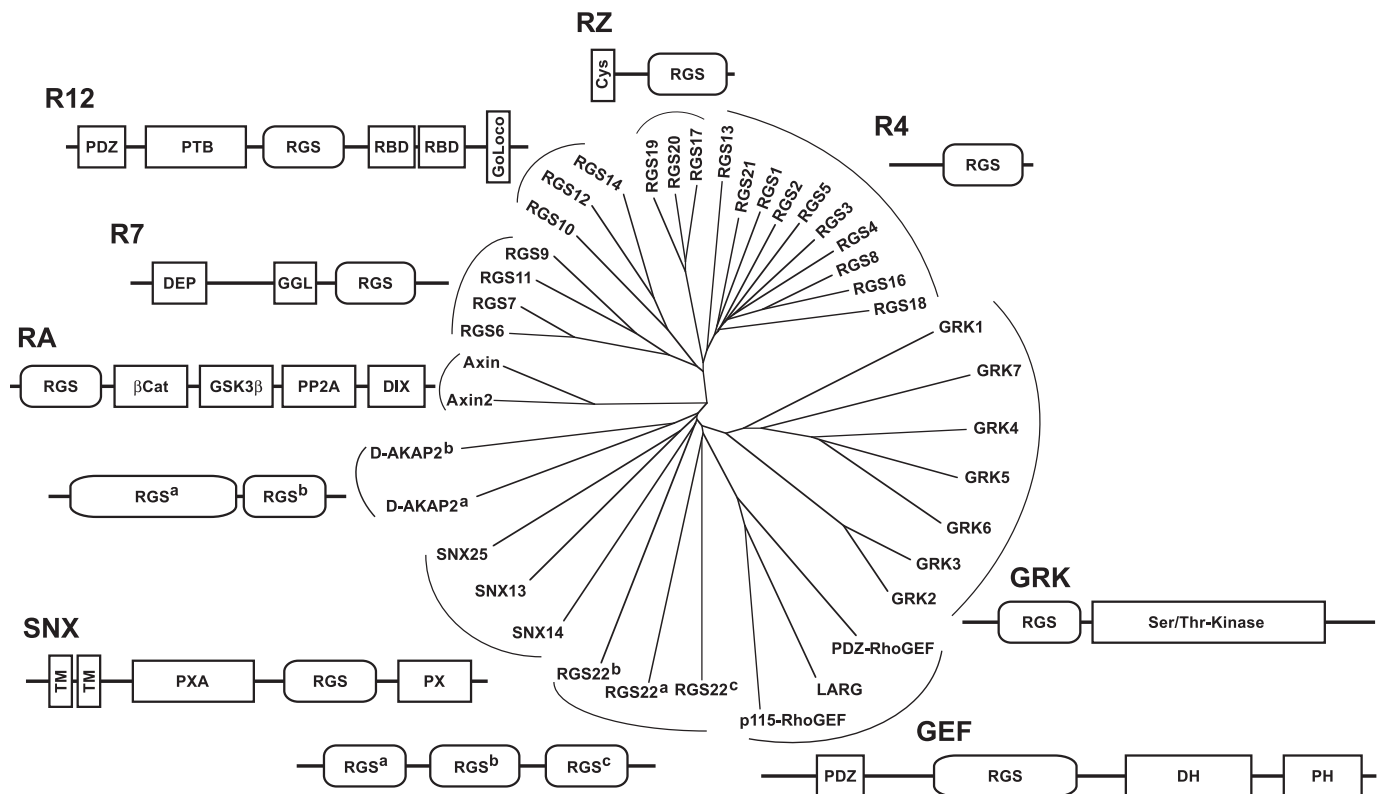 RZ
Cys
RGS
R12
PDZ
PTB
RGS
RBD
RBD
GoLoco
R4
RGS
R7
DEP
GGL
RGS
RA
RGS
βCat
GSK3β
PP2A
DIX
RGSᵃ
RGSᵇ
SNX
TM
TM
PXA
RGS
PX
RGSᵃ
RGSᵇ
RGSᶜ
GEF
PDZ
RGS
DH
PH
GRK
RGS
Ser/Thr-Kinase
RGS19
RGS20
RGS17
RGS13
RGS21
RGS1
RGS2
RGS5
RGS3
RGS4
RGS8
RGS16
RGS18
GRK1
GRK7
GRK4
GRK5
GRK6
GRK3
GRK2
PDZ-RhoGEF
LARG
p115-RhoGEF
RGS22ᶜ
RGS22ᵃ
RGS22ᵇ
SNX14
SNX13
SNX25
D-AKAP2ᵃ
D-AKAP2ᵇ
Axin2
Axin
RGS6
RGS7
RGS11
RGS9
RGS10
RGS12
RGS14